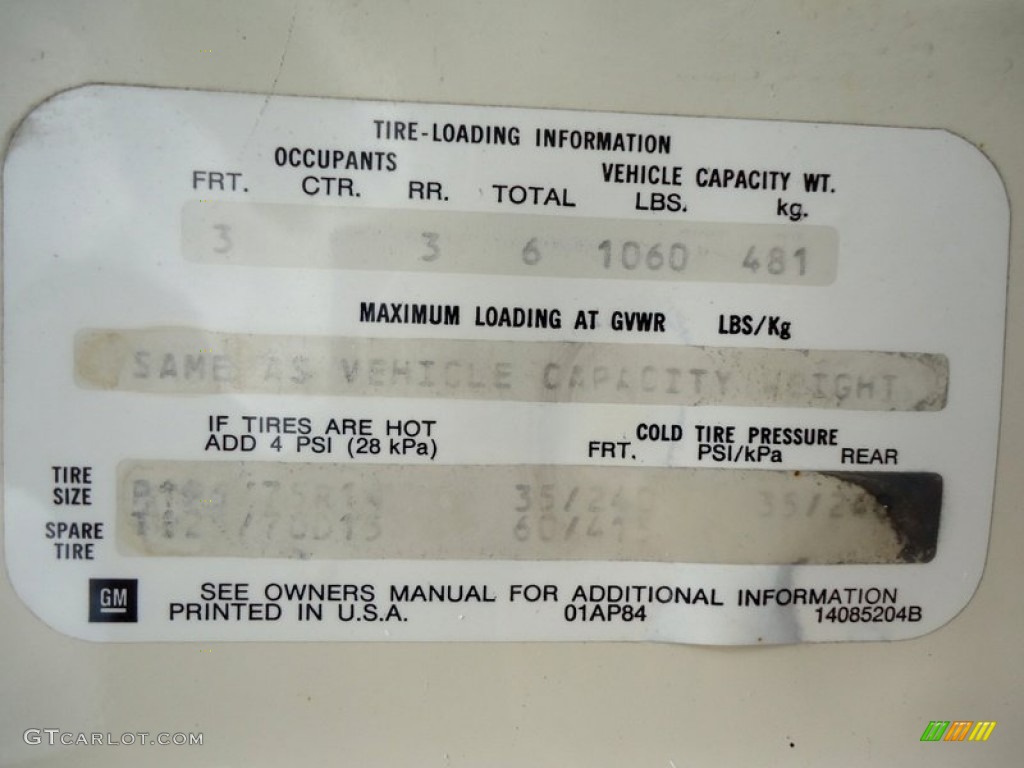 TIRE-LOADING INFORMATION
OCCUPANTS VEHICLE CAPACITY WT.
FRT. CTR. RR. TOTAL LBS. kg.
3 3 6 1060 481
MAXIMUM LOADING AT GVWR LBS/Kg
SAME AS VEHICLE CAPACITY WEIGHT
IF TIRES ARE HOT COLD TIRE PRESSURE
ADD 4 PSI (28 kPa) FRT. PSI/kPa REAR
TIRE
SIZE 35/240
SPARE
TIRE
GM SEE OWNERS MANUAL FOR ADDITIONAL INFORMATION
PRINTED IN U.S.A. 01AP84 14085204B
GTCARLOT.COM